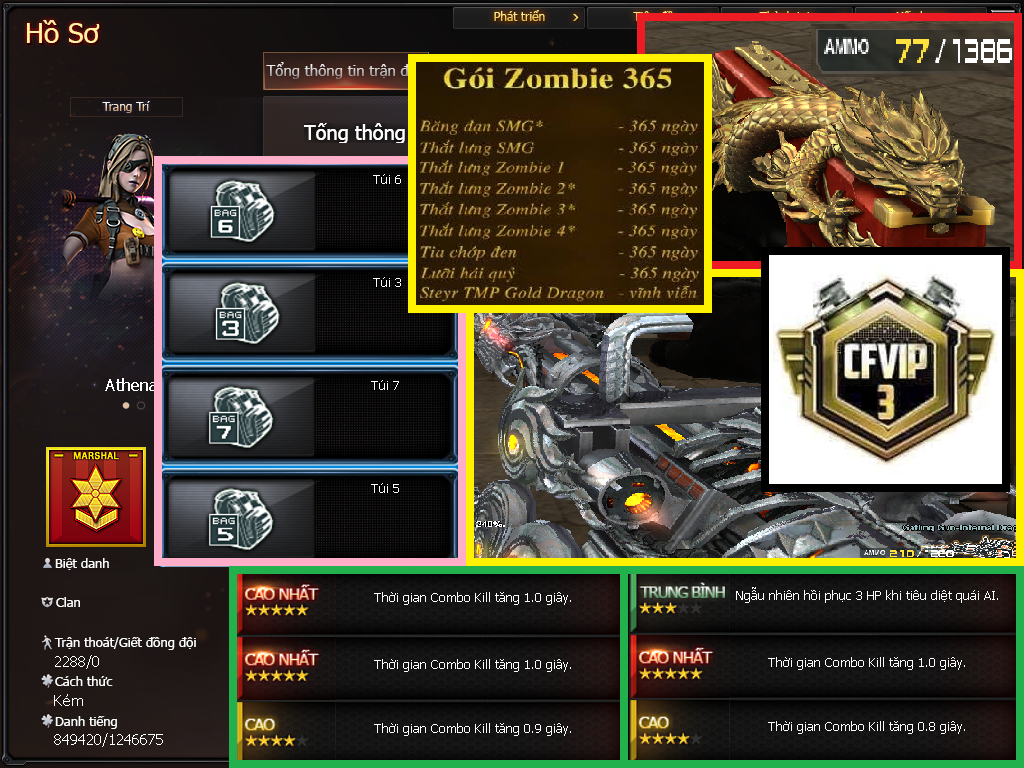 Hồ Sơ
Phát triển >
AMMO 77/1386
Tổng thông tin trận đ
Trang Trí
Tổng thông
Gói Zombie 365
Băng đạn SMG* - 365 ngày
Thắt lưng SMG - 365 ngày
Thắt lưng Zombie 1 - 365 ngày
Thắt lưng Zombie 2* - 365 ngày
Thắt lưng Zombie 3* - 365 ngày
Thắt lưng Zombie 4* - 365 ngày
Tia chớp đen - 365 ngày
Lưỡi hái quỷ - 365 ngày
Steyr TMP Gold Dragon - vĩnh viễn
Túi 6
BAG 6
Túi 3
BAG 3
Túi 7
BAG 7
Túi 5
BAG 5
CFVIP
3
Athena
MARSHAL
Biệt danh
Clan
Trận thoát/Giết đồng đội
2288/0
Cách thức
Kém
Danh tiếng
849420/1246675
AMMO 210/
CAO NHẤT
★★★★★
Thời gian Combo Kill tăng 1.0 giây.
CAO NHẤT
★★★★★
Thời gian Combo Kill tăng 1.0 giây.
CAO
★★★★
Thời gian Combo Kill tăng 0.9 giây.
TRUNG BÌNH
★★★
Ngẫu nhiên hồi phục 3 HP khi tiêu diệt quái AI.
CAO NHẤT
★★★★★
Thời gian Combo Kill tăng 1.0 giây.
CAO
★★★★
Thời gian Combo Kill tăng 0.8 giây.